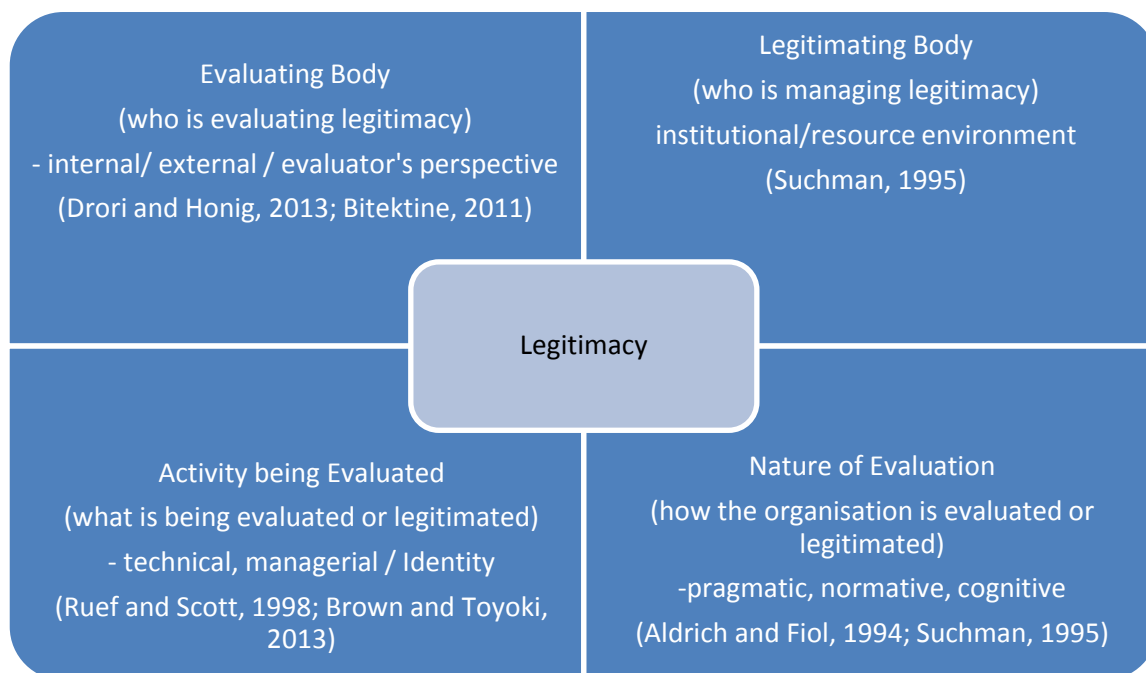 Evaluating Body
(who is evaluating legitimacy)
- internal/ external / evaluator's perspective
(Drori and Honig, 2013; Bitektine, 2011)
Legitimating Body
(who is managing legitimacy)
institutional/resource environment
(Suchman, 1995)
Legitimacy
Activity being Evaluated
(what is being evaluated or legitimated)
- technical, managerial / Identity
(Ruef and Scott, 1998; Brown and Toyoki,
2013)
Nature of Evaluation
(how the organisation is evaluated or
legitimated)
-pragmatic, normative, cognitive
(Aldrich and Fiol, 1994; Suchman, 1995)